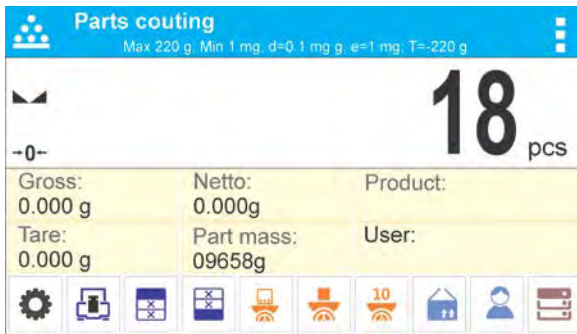 Parts couting
Max 220 g; Min 1 mg; d=0.1 mg g; e=1 mg; T=-220 g
→0←
18 pcs
Gross: Netto: Product:
0.000 g 0.000g
Tare: Part mass: User:
0.000 g 09658g
10